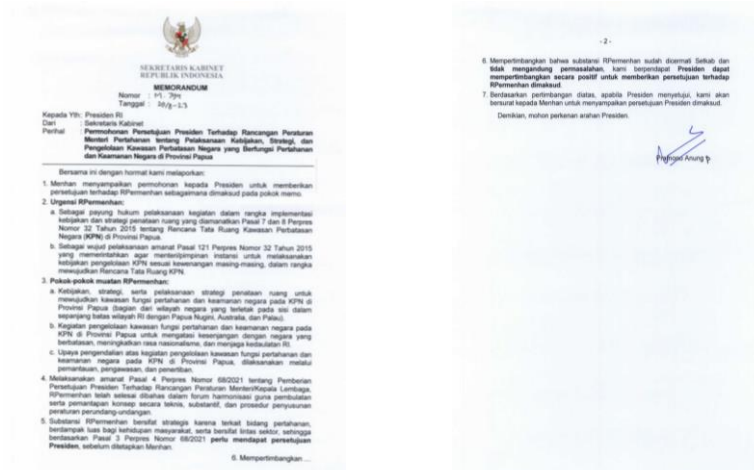 SEKRETARIS KABINET
REPUBLIK INDONESIA
MEMORANDUM
Nomor :
Tanggal :
Kepada Yth: Presiden RI
Dari : Sekretaris Kabinet
Perihal : Permohonan Persetujuan Presiden Terhadap Rancangan Peraturan
Menteri Pertahanan tentang Pelaksanaan Kebijakan, Strategi, dan
Pengelolaan Kawasan Perbatasan Negara yang Berfungsi Pertahanan
dan Keamanan Negara di Provinsi Papua
Bersama ini dengan hormat kami melaporkan:
1. Menhan menyampaikan permohonan kepada Presiden untuk memberikan
persetujuan terhadap RPermenhan sebagaimana dimaksud pada pokok memo.
2. Urgensi RPermenhan:
a. Sebagai payung hukum pelaksanaan kegiatan dalam rangka implementasi
kebijakan dan strategi penataan ruang yang diamanatkan Pasal 7 dan 8 Perpres
Nomor 32 Tahun 2015 tentang Rencana Tata Ruang Kawasan Perbatasan
Negara (KPN) di Provinsi Papua.
b. Sebagai wujud pelaksanaan amanat Pasal 121 Perpres Nomor 32 Tahun 2015
yang memerintahkan agar menteri/pimpinan instansi untuk melaksanakan
kebijakan pengelolaan KPN sesuai kewenangan masing-masing, dalam rangka
mewujudkan Rencana Tata Ruang KPN.
3. Pokok-pokok muatan RPermenhan:
a. Kebijakan, strategi, serta pelaksanaan strategi penataan ruang untuk
mewujudkan kawasan fungsi pertahanan dan keamanan negara pada KPN di
Provinsi Papua (bagian dari wilayah negara yang terletak pada sisi dalam
sepanjang batas wilayah RI dengan Papua Nugini, Australia, dan Palau).
b. Kegiatan pengelolaan kawasan fungsi pertahanan dan keamanan negara pada
KPN di Provinsi Papua untuk mengatasi kesenjangan dengan negara yang
berbatasan, meningkatkan rasa nasionalisme, dan menjaga kedaulatan RI.
c. Upaya pengendalian atas kegiatan pengelolaan kawasan fungsi pertahanan dan
keamanan negara pada KPN di Provinsi Papua, dilaksanakan melalui
pemantauan, pengawasan, dan penertiban.
4. Melaksanakan amanat Pasal 4 Perpres Nomor 68/2021 tentang Pemberian
Persetujuan Presiden Terhadap Rancangan Peraturan Menteri/Kepala Lembaga,
RPermenhan telah selesai dibahas dalam forum harmonisasi guna pembulatan
serta pemantapan konsep secara teknis, substantif, dan prosedur penyusunan
peraturan perundang-undangan.
5. Substansi RPermenhan bersifat strategis karena terkait bidang pertahanan,
berdampak luas bagi kehidupan masyarakat, serta bersifat lintas sektor, sehingga
berdasarkan Pasal 3 Perpres Nomor 68/2021 perlu mendapat persetujuan
Presiden, sebelum ditetapkan Menhan.
6. Mempertimbangkan ...
- 2 -
6. Mempertimbangkan bahwa substansi RPermenhan sudah dicermati Setkab dan
tidak mengandung permasalahan, kami berpendapat Presiden dapat
mempertimbangkan secara positif untuk memberikan persetujuan terhadap
RPermenhan dimaksud.
7. Berdasarkan pertimbangan diatas, apabila Presiden menyetujui, kami akan
bersurat kepada Menhan untuk menyampaikan persetujuan Presiden dimaksud.
Demikian, mohon perkenan arahan Presiden.
Pramono Anung